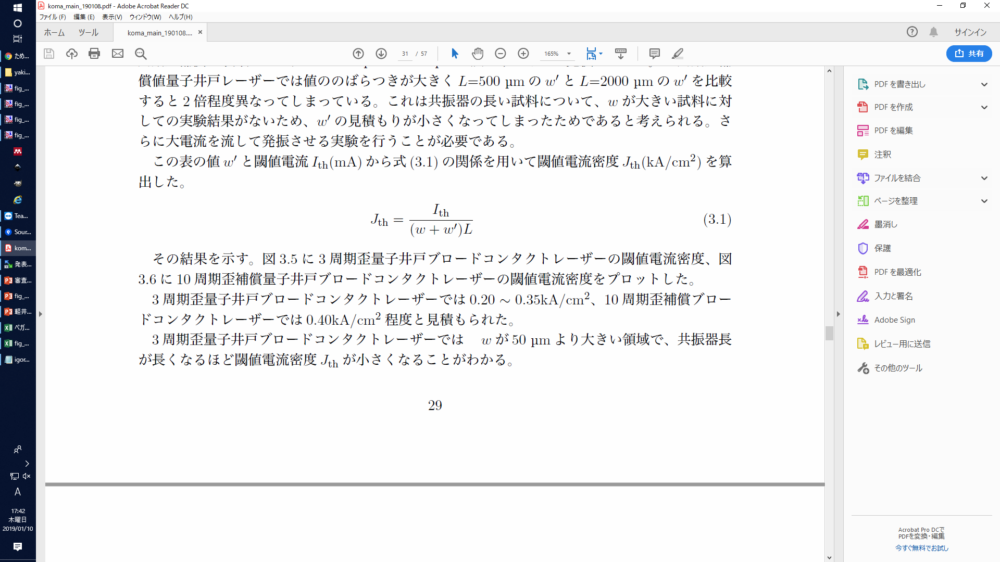 koma_main_190108.pdf - Adobe Acrobat Reader DC
ファイル (F) 編集 (E) 表示(V) ウィンドウ(W) ヘルプ(H)
ホーム ツール koma_main_190108.... × サインイン
31 / 57 165% 共有
償値量子井戸レーザーでは値ののばらつきが大きく L=500 µm の w′ と L=2000 µm の w′ を比較
すると 2 倍程度異なってしまっている。これは共振器の長い試料について、w が大きい試料に対
しての実験結果がないため、w′ の見積もりが小さくなってしまったためであると考えられる。さ
らに大電流を流して発振させる実験を行うことが必要である。
この表の値 w′ と閾値電流 Ith(mA) から式 (3.1) の関係を用いて閾値電流密度 Jth(kA/cm²) を算
出した。
Jth = Ith / (w + w′)L (3.1)
その結果を示す。図 3.5 に 3 周期歪量子井戸ブロードコンタクトレーザーの閾値電流密度、図
3.6 に 10 周期歪補償量子井戸ブロードコンタクトレーザーの閾値電流密度をプロットした。
3 周期歪量子井戸ブロードコンタクトレーザーでは 0.20 ∼ 0.35kA/cm²、10 周期歪補償ブロー
ドコンタクトレーザーでは 0.40kA/cm² 程度と見積もられた。
3 周期歪量子井戸ブロードコンタクトレーザーでは　w が 50 µm より大きい領域で、共振器長
が長くなるほど閾値電流密度 Jth が小さくなることがわかる。
29
PDF を書き出し
PDF を作成
PDF を編集
注釈
ファイルを結合
ページを整理
墨消し
保護
PDF を最適化
入力と署名
Adobe Sign
レビュー用に送信
その他のツール
Acrobat Pro DCで
PDFを変換・編集
今すぐ無料でお試し
ため...
yaki...
fig_...
fig_...
fig_...
fig_...
Tea...
Sour...
kom...
発表...
審査...
fig_...
軽井...
ペガ...
fig_...
igor...
A
17:42
木曜日
2019/01/10